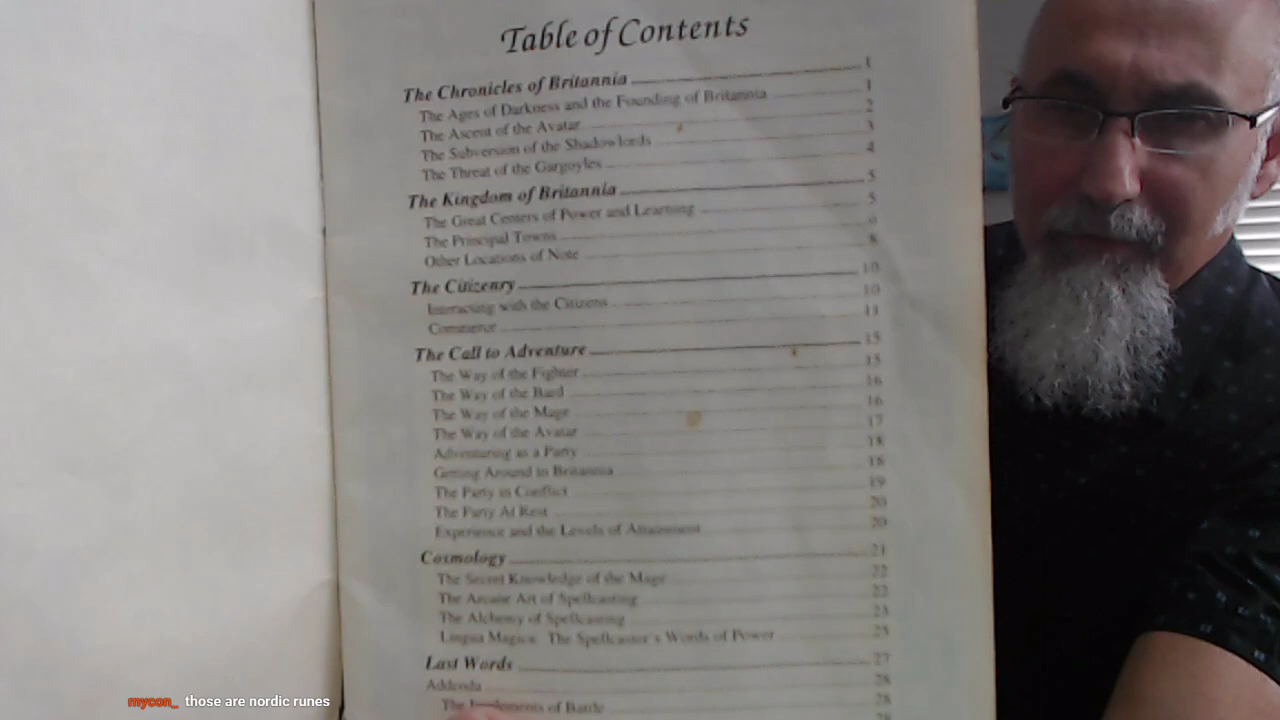 Table of Contents
The Chronicles of Britannia 1
The Ages of Darkness and the Founding of Britannia 1
The Ascent of the Avatar 2
The Subversion of the Shadowlords 3
The Threat of the Gargoyles 4
The Kingdom of Britannia 5
The Great Centers of Power and Learning 5
The Principal Towns
Other Locations of Note 8
The Citizenry 10
Interacting with the Citizens 10
Commerce 13
The Call to Adventure 15
The Way of the Fighter 15
The Way of the Bard 16
The Way of the Mage 16
The Way of the Avatar 17
Adventuring as a Party 18
Getting Around in Britannia 18
The Party in Conflict 19
The Party At Rest 20
Experience and the Levels of Attainment 20
Cosmology 21
The Secret Knowledge of the Mage 22
The Arcane Art of Spellcasting 22
The Alchemy of Spellcasting 23
Lingua Magica: The Spellcaster's Words of Power 25
Last Words 27
Addenda 28
The Implements of Battle 28
mycon_ those are nordic runes